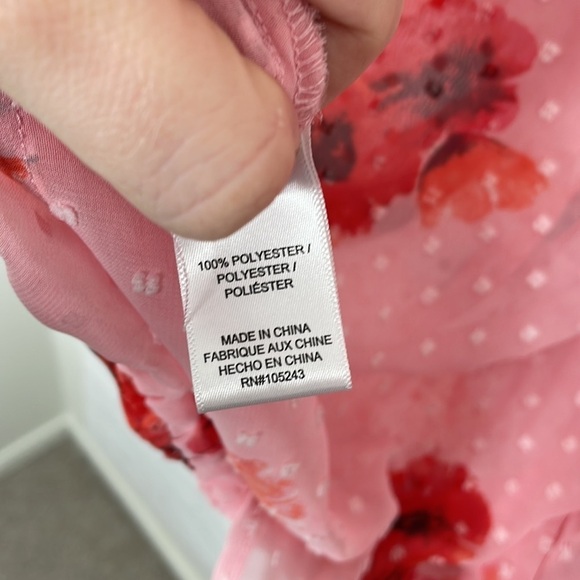 100% POLYESTER /
POLYESTER /
POLIÉSTER
MADE IN CHINA
FABRIQUE AUX CHINE
HECHO EN CHINA
RN#105243